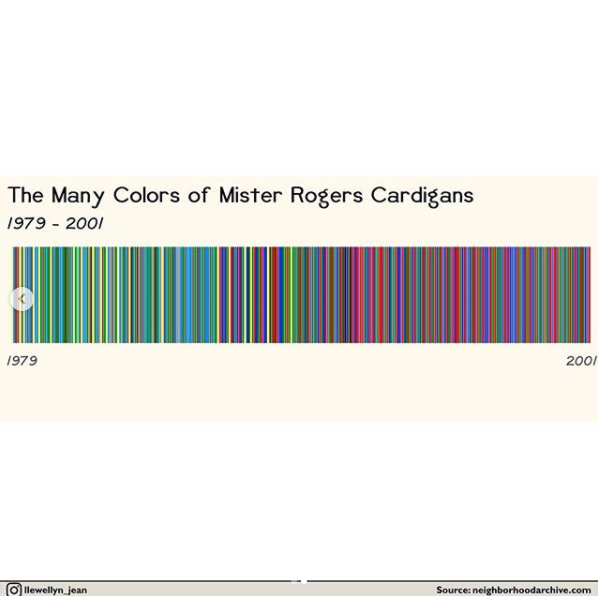 The Many Colors of Mister Rogers Cardigans
1979 - 2001
1979 2001
llewellyn_jean Source: neighborhoodarchive.com